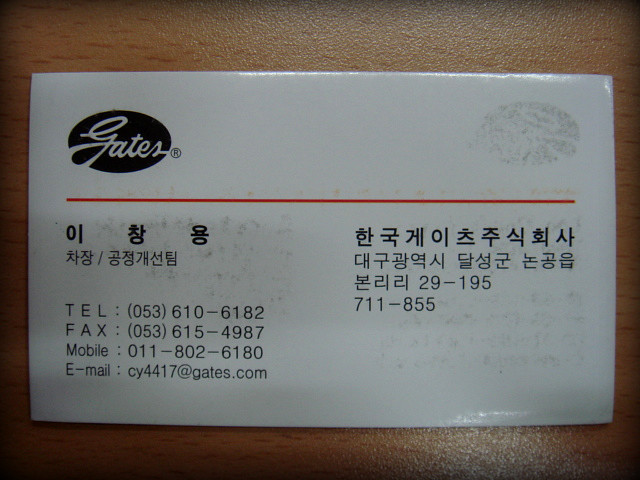 Gates®
이 창 용
차장 / 공정개선팀
TEL : (053) 610-6182
FAX : (053) 615-4987
Mobile : 011-802-6180
E-mail : cy4417@gates.com
한국게이츠주식회사
대구광역시 달성군 논공읍
본리리 29-195
711-855